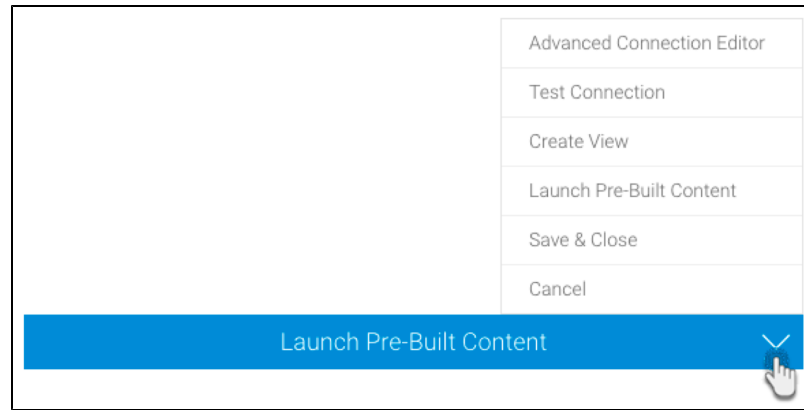 Advanced Connection Editor
Test Connection
Create View
Launch Pre-Built Content
Save & Close
Cancel
Launch Pre-Built Content